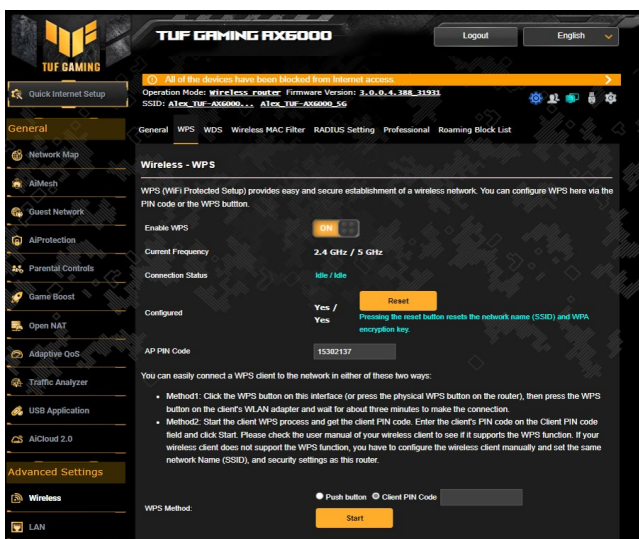 TUF GAMING
TUF GAMING AX6000
Logout
English
Quick Internet Setup
All of the devices have been blocked from Internet access.
Operation Mode: Wireless router Firmware Version: 3.0.0.4.388_31931
SSID: Alex_TUF-AX6000... Alex_TUF-AX6000_5G
General
Network Map
AiMesh
Guest Network
AiProtection
Parental Controls
Game Boost
Open NAT
Adaptive QoS
Traffic Analyzer
USB Application
AiCloud 2.0
Advanced Settings
Wireless
LAN
General WPS WDS Wireless MAC Filter RADIUS Setting Professional Roaming Block List
Wireless - WPS
WPS (WiFi Protected Setup) provides easy and secure establishment of a wireless network. You can configure WPS here via the
PIN code or the WPS buttton.
Enable WPS
ON
Current Frequency
2.4 GHz / 5 GHz
Connection Status
Idle / Idle
Configured
Yes /
Yes
Reset
Pressing the reset button resets the network name (SSID) and WPA
encryption key.
AP PIN Code
15302137
You can easily connect a WPS client to the network in either of these two ways:
• Method1: Click the WPS button on this interface (or press the physical WPS button on the router), then press the WPS
button on the client's WLAN adapter and wait for about three minutes to make the connection.
• Method2: Start the client WPS process and get the client PIN code. Enter the client's PIN code on the Client PIN code
field and click Start. Please check the user manual of your wireless client to see if it supports the WPS function. If your
wireless client does not support the WPS function, you have to configure the wireless client manually and set the same
network Name (SSID), and security settings as this router.
WPS Method:
Push button Client PIN Code
Start